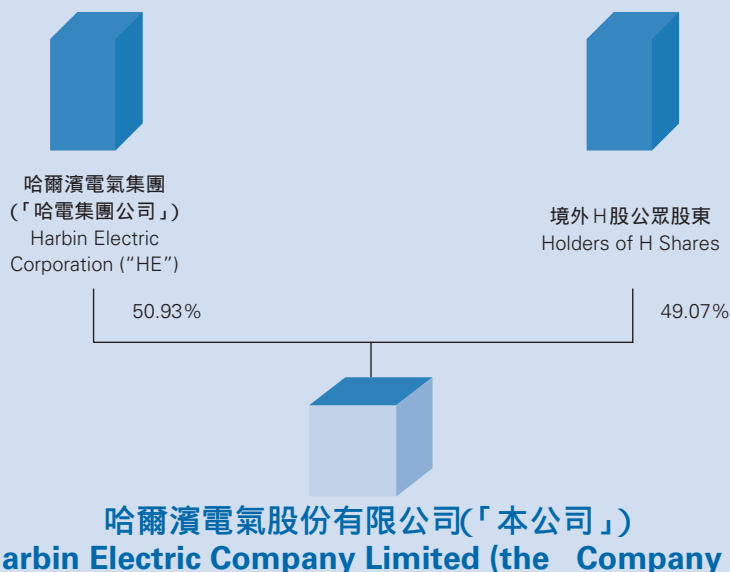 哈爾濱電氣集團
(「哈電集團公司」)
Harbin Electric
Corporation (“HE”)
境外H股公眾股東
Holders of H Shares
50.93%
49.07%
哈爾濱電氣股份有限公司(「本公司」)
arbin Electric Company Limited (the Company